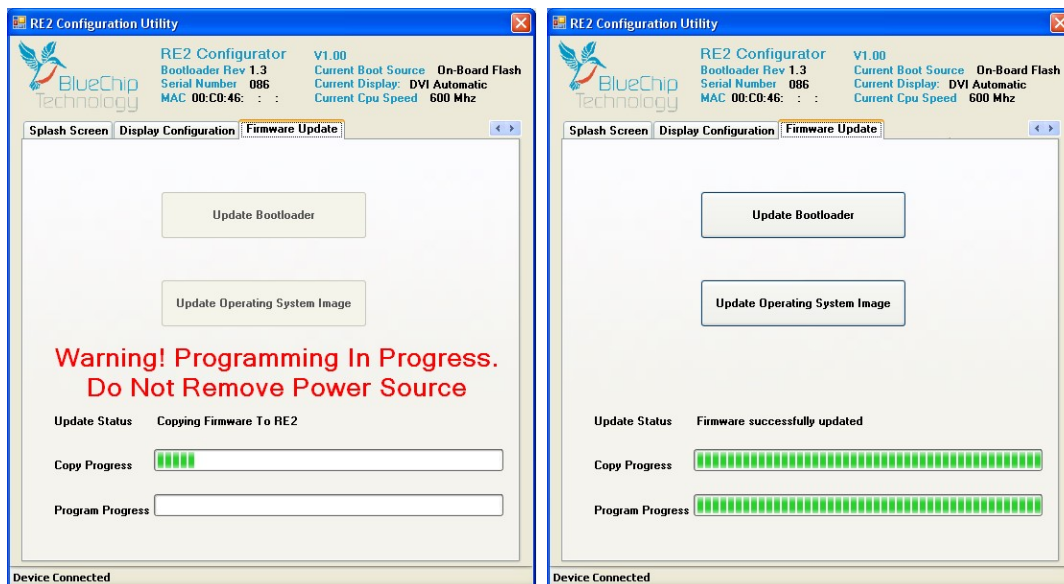 RE2 Configuration Utility
RE2 Configurator V1.00
Bootloader Rev 1.3 Current Boot Source On-Board Flash
Serial Number 086 Current Display: DVI Automatic
MAC 00:C0:46: : : Current Cpu Speed 600 Mhz
BlueChip
Technology
Splash Screen Display Configuration Firmware Update
Update Bootloader
Update Operating System Image
Warning! Programming In Progress.
Do Not Remove Power Source
Update Status Copying Firmware To RE2
Copy Progress
Program Progress
Device Connected
RE2 Configuration Utility
RE2 Configurator V1.00
Bootloader Rev 1.3 Current Boot Source On-Board Flash
Serial Number 086 Current Display: DVI Automatic
MAC 00:C0:46: : : Current Cpu Speed 600 Mhz
BlueChip
Technology
Splash Screen Display Configuration Firmware Update
Update Bootloader
Update Operating System Image
Update Status Firmware successfully updated
Copy Progress
Program Progress
Device Connected